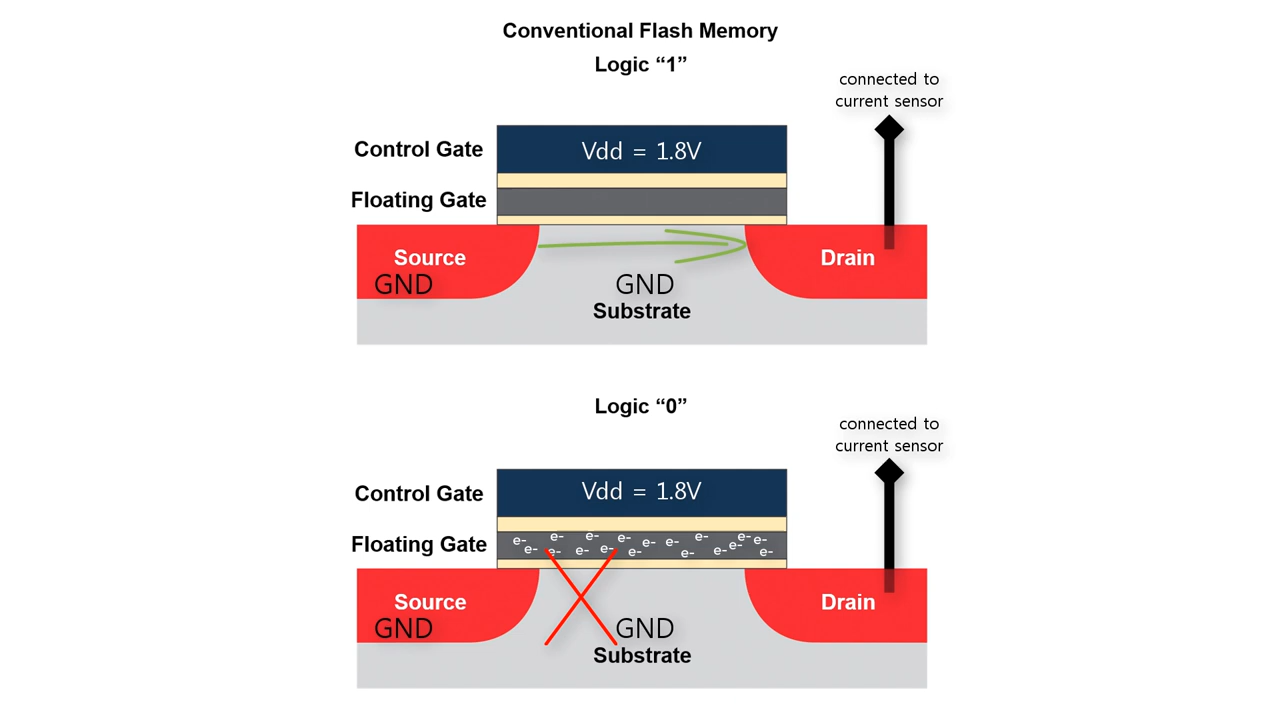 Conventional Flash Memory
Logic “1”
connected to
current sensor
Control Gate
Vdd = 1.8V
Floating Gate
Source
GND
GND
Substrate
Drain
Logic “0”
connected to
current sensor
Control Gate
Vdd = 1.8V
Floating Gate
e- e- e- e- e- e- e- e- e- e- e- e- e- e- e- e- e- e- e-
Source
GND
GND
Substrate
Drain